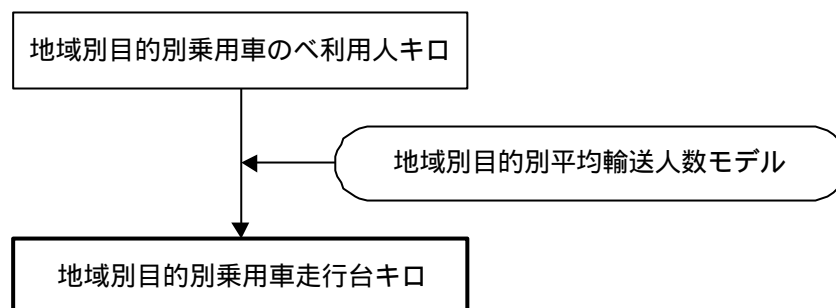 地域別目的別乗用車のべ利用人キロ
地域別目的別平均輸送人数モデル
地域別目的別乗用車走行台キロ